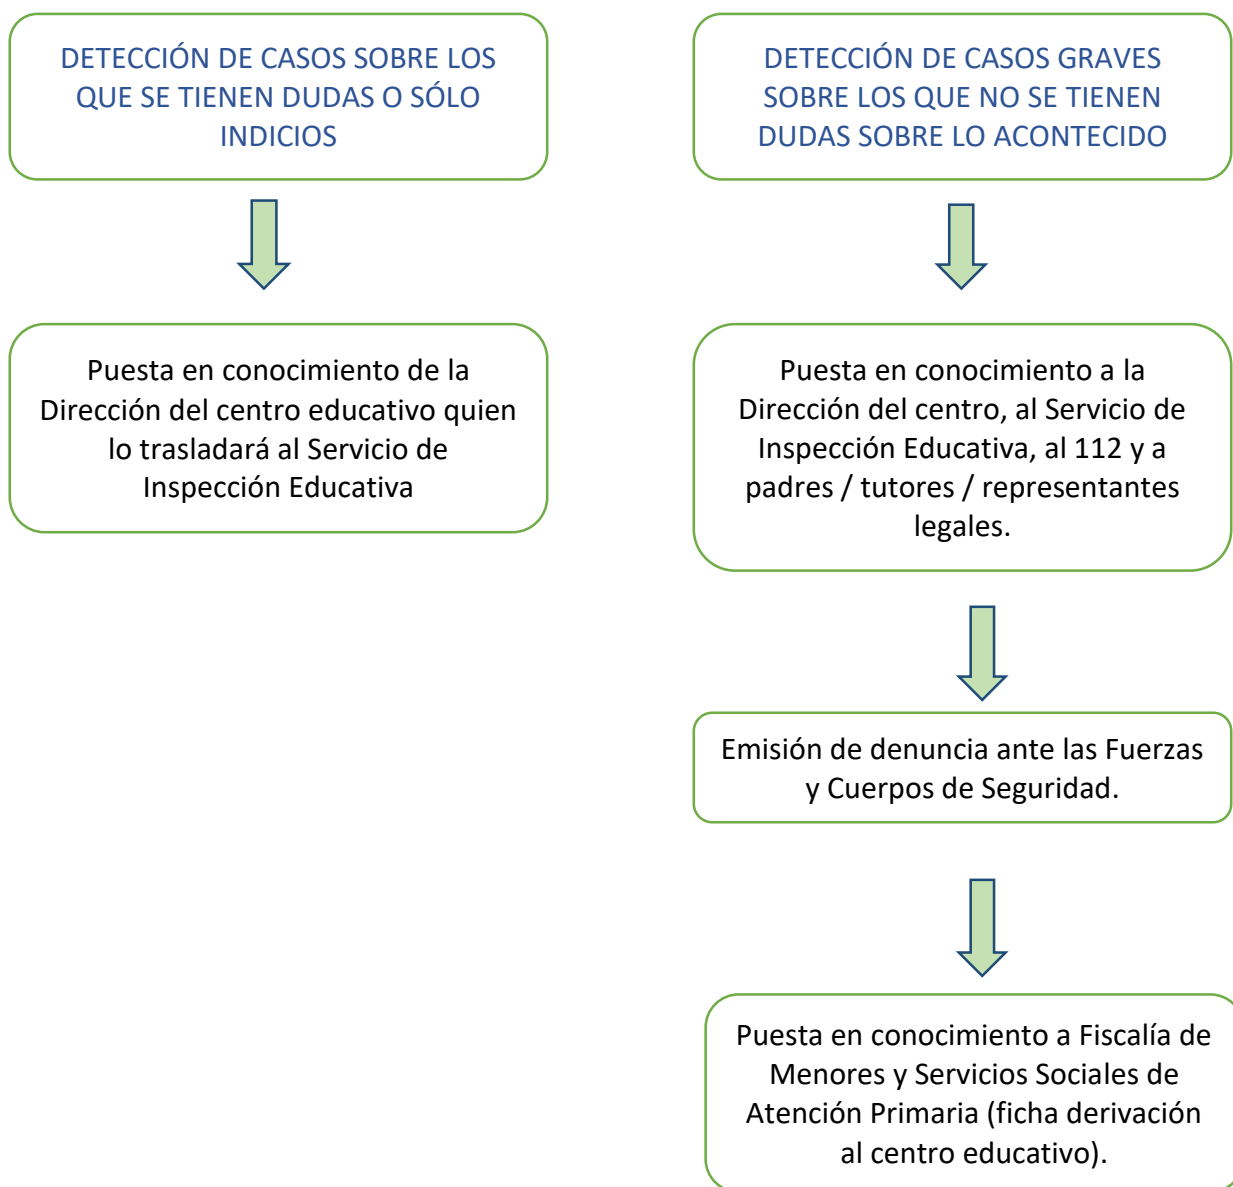 DETECCIÓN DE CASOS SOBRE LOS
QUE SE TIENEN DUDAS O SÓLO
INDICIOS
Puesta en conocimiento de la
Dirección del centro educativo quien
lo trasladará al Servicio de
Inspección Educativa
DETECCIÓN DE CASOS GRAVES
SOBRE LOS QUE NO SE TIENEN
DUDAS SOBRE LO ACONTECIDO
Puesta en conocimiento a la
Dirección del centro, al Servicio de
Inspección Educativa, al 112 y a
padres / tutores / representantes
legales.
Emisión de denuncia ante las Fuerzas
y Cuerpos de Seguridad.
Puesta en conocimiento a Fiscalía de
Menores y Servicios Sociales de
Atención Primaria (ficha derivación
al centro educativo).